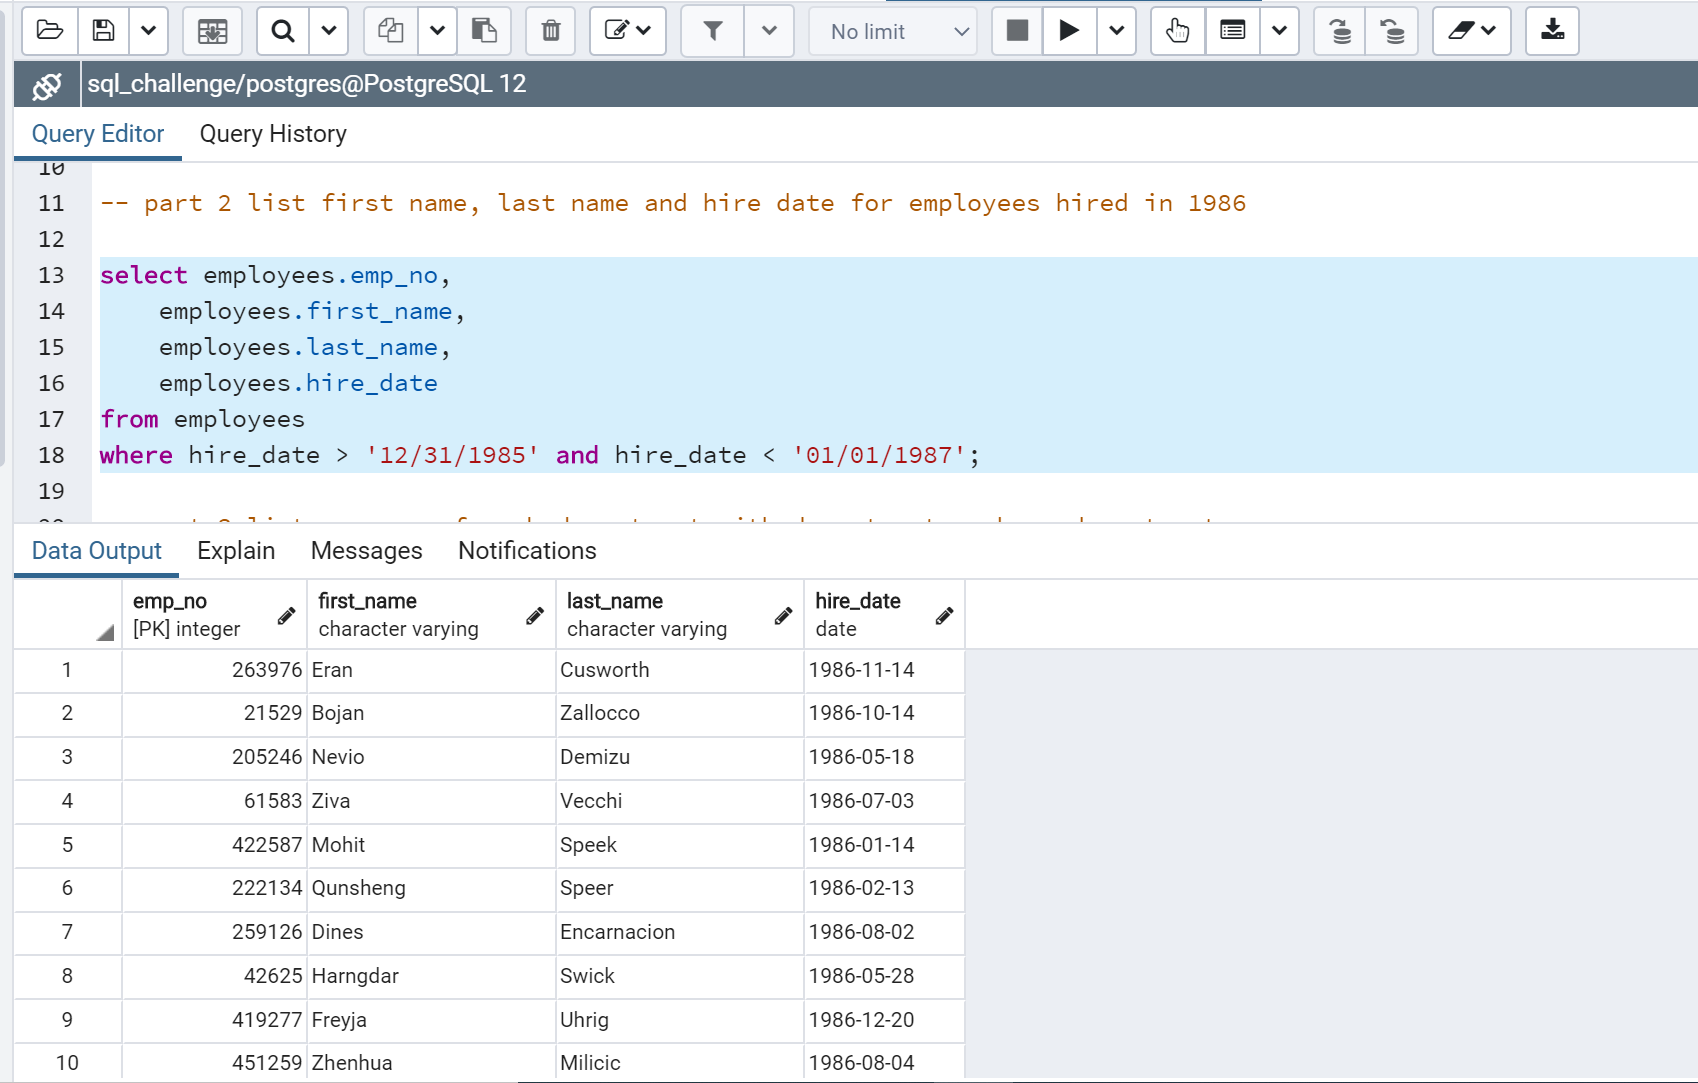 No limit
sql_challenge/postgres@PostgreSQL 12
Query Editor Query History
10
11 -- part 2 list first name, last name and hire date for employees hired in 1986
12
13 select employees.emp_no,
14 employees.first_name,
15 employees.last_name,
16 employees.hire_date
17 from employees
18 where hire_date > '12/31/1985' and hire_date < '01/01/1987';
19
Data Output Explain Messages Notifications
emp_no first_name last_name hire_date
[PK] integer character varying character varying date
1 263976 Eran Cusworth 1986-11-14
2 21529 Bojan Zallocco 1986-10-14
3 205246 Nevio Demizu 1986-05-18
4 61583 Ziva Vecchi 1986-07-03
5 422587 Mohit Speek 1986-01-14
6 222134 Qunsheng Speer 1986-02-13
7 259126 Dines Encarnacion 1986-08-02
8 42625 Harngdar Swick 1986-05-28
9 419277 Freyja Uhrig 1986-12-20
10 451259 Zhenhua Milicic 1986-08-04